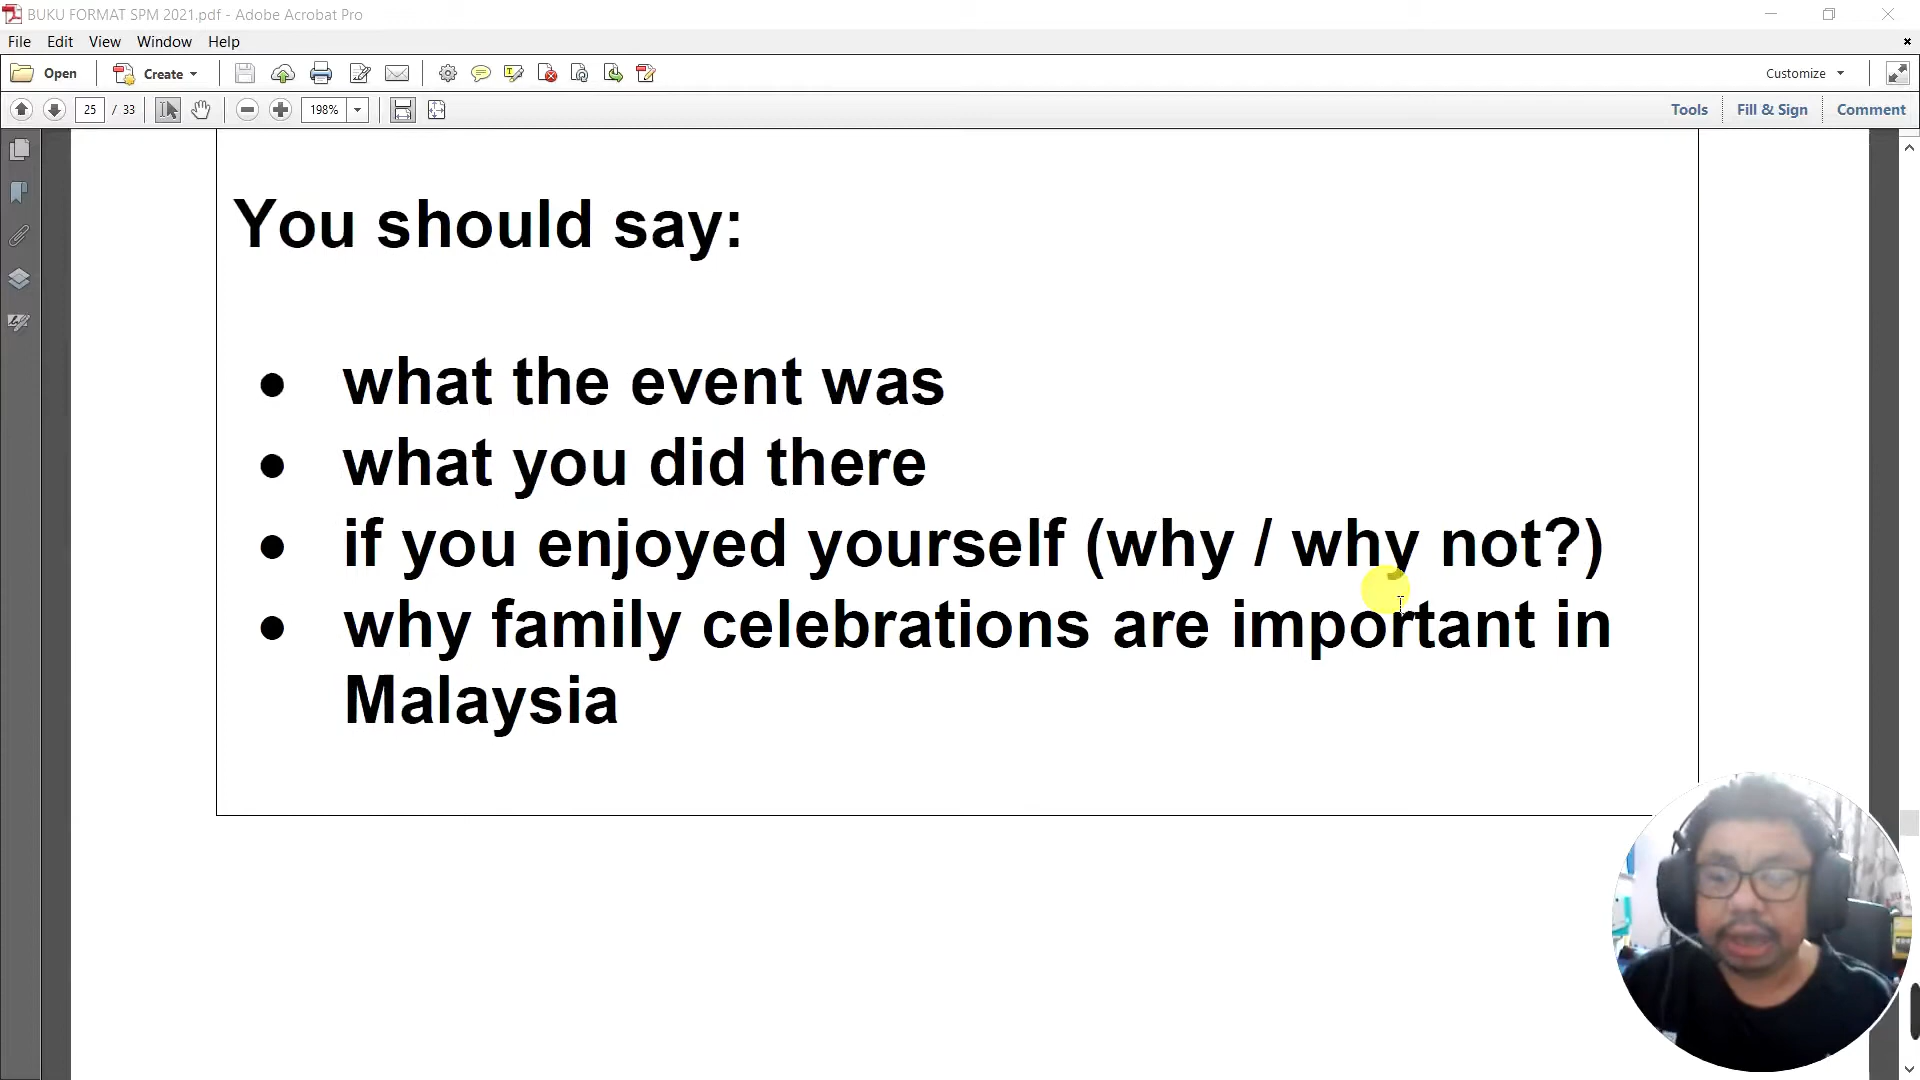 BUKU FORMAT SPM 2021.pdf - Adobe Acrobat Pro
File Edit View Window Help
Open Create Customize
25 / 33 198% Tools Fill & Sign Comment
You should say:
● what the event was
● what you did there
● if you enjoyed yourself (why / why not?)
● why family celebrations are important in
Malaysia